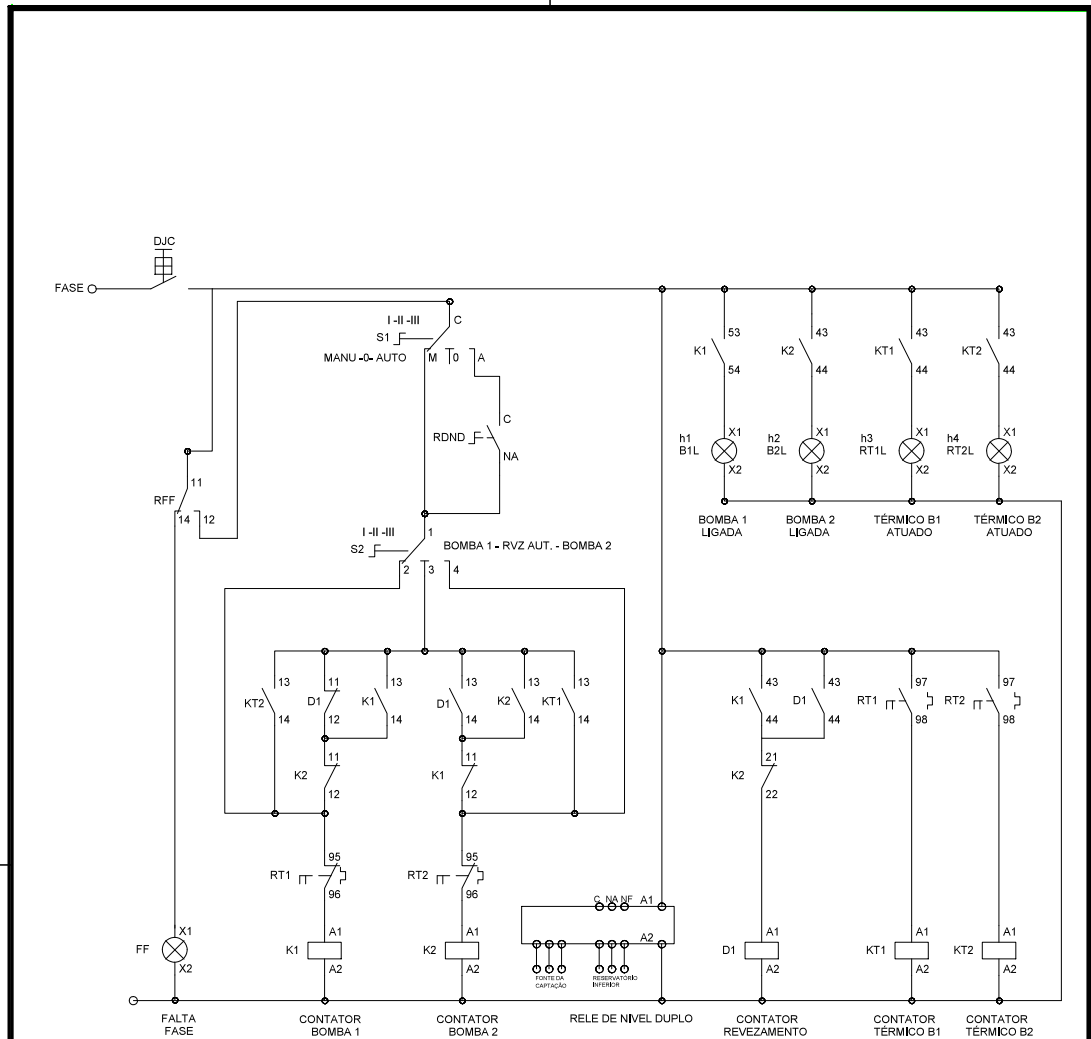 DJC
FASE
I -II -III
C
S1
MANU -0- AUTO
M 0 A
K1 53 54
K2 43 44
KT1 43 44
KT2 43 44
C
RDND
NA
h1 X1
B1L X2
h2 X1
B2L X2
h3 X1
RT1L X2
h4 X1
RT2L X2
11
RFF
14 12
BOMBA 1
LIGADA
BOMBA 2
LIGADA
TÉRMICO B1
ATUADO
TÉRMICO B2
ATUADO
I -II -III
1
S2
BOMBA 1 - RVZ AUT. - BOMBA 2
2 3 4
KT2 13 14
D1 11 12
K1 13 14
D1 13 14
K2 13 14
KT1 13 14
K1 43 44
D1 43 44
RT1 97 98
RT2 97 98
K2 11 12
K1 11 12
K2 21 22
RT1 95 96
RT2 95 96
C NA NF A1
A2
FONTE DA
CAPTAÇÃO
RESERVATORIO
INFERIOR
FF X1 X2
K1 A1 A2
K2 A1 A2
D1 A1 A2
KT1 A1 A2
KT2 A1 A2
FALTA
FASE
CONTATOR
BOMBA 1
CONTATOR
BOMBA 2
RELE DE NIVEL DUPLO
CONTATOR
REVEZAMENTO
CONTATOR
TÉRMICO B1
CONTATOR
TÉRMICO B2